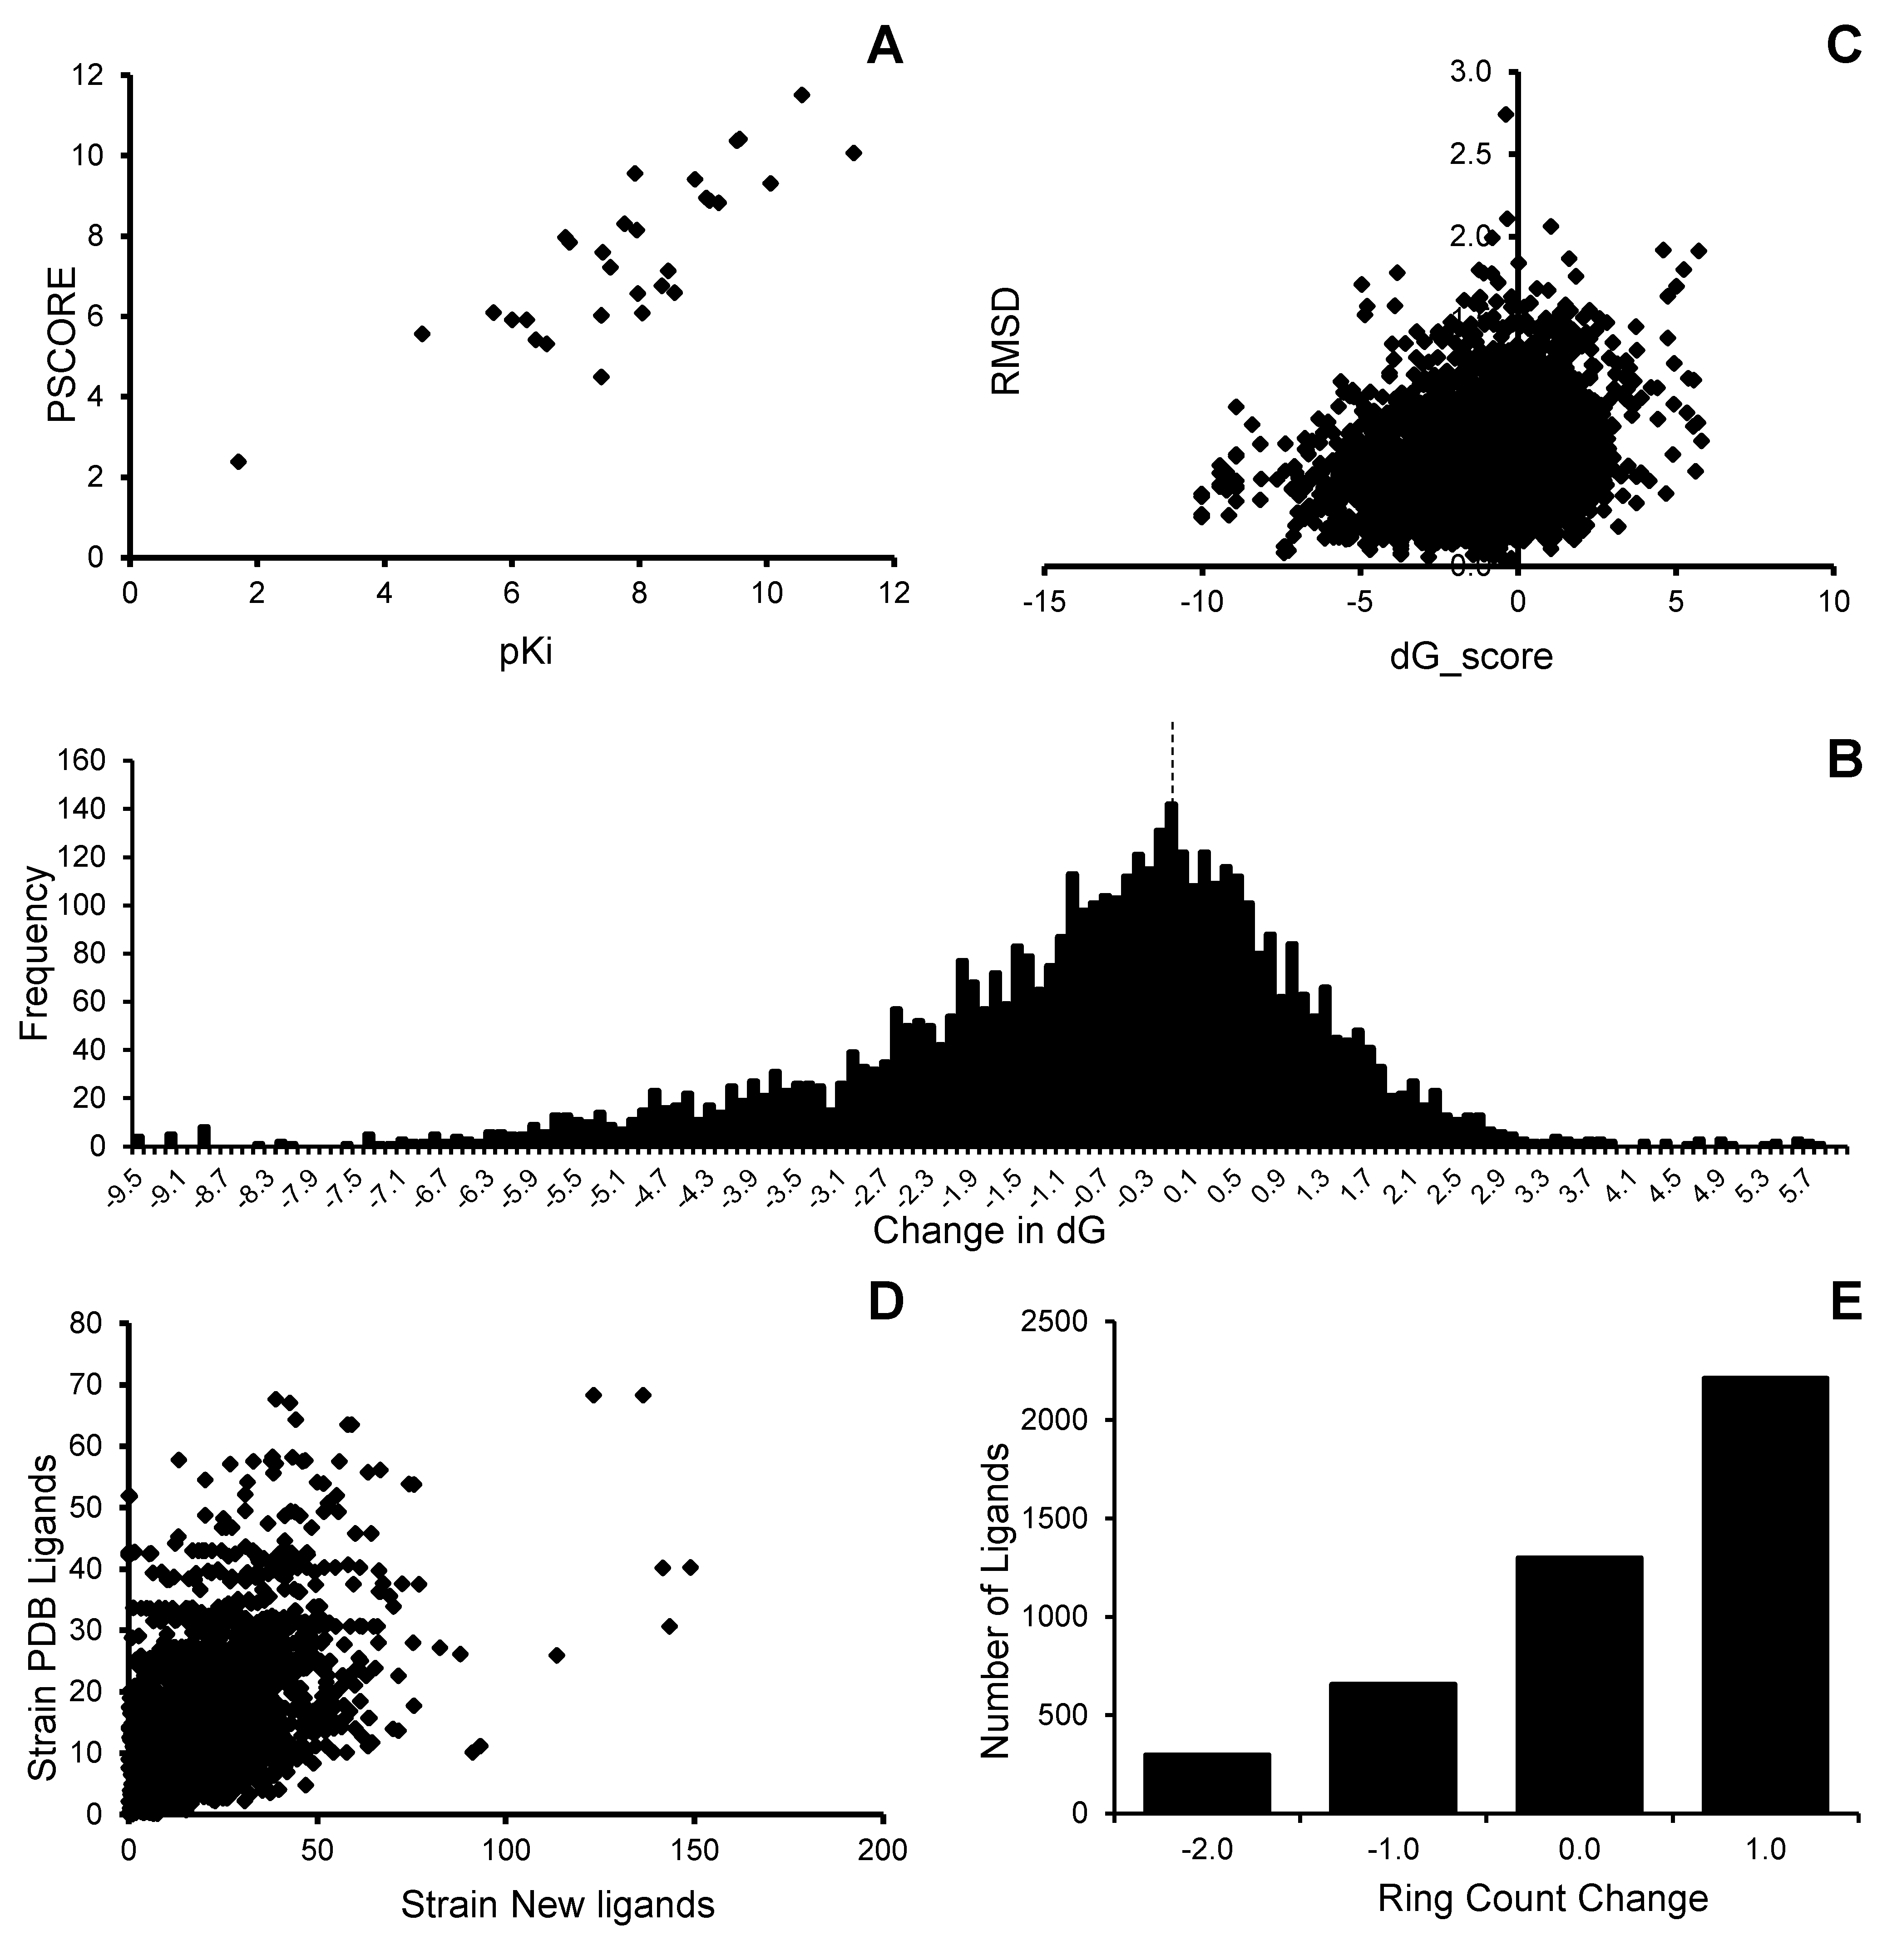 A
12
10
8
6
4
2
0
PSCORE
0 2 4 6 8 10 12
pKi
C
3.0
2.5
2.0
0.0
RMSD
-15 -10 -5 0 5 10
dG_score
B
160
140
120
100
80
60
40
20
0
Frequency
-9.5 -9.1 -8.7 -8.3 -7.9 -7.5 -7.1 -6.7 -6.3 -5.9 -5.5 -5.1 -4.7 -4.3 -3.9 -3.5 -3.1 -2.7 -2.3 -1.9 -1.5 -1.1 -0.7 -0.3 0.1 0.5 0.9 1.3 1.7 2.1 2.5 2.9 3.3 3.7 4.1 4.5 4.9 5.3 5.7
Change in dG
D
80
70
60
50
40
30
20
10
0
Strain PDB Ligands
0 50 100 150 200
Strain New ligands
E
2500
2000
1500
1000
500
0
Number of Ligands
-2.0 -1.0 0.0 1.0
Ring Count Change